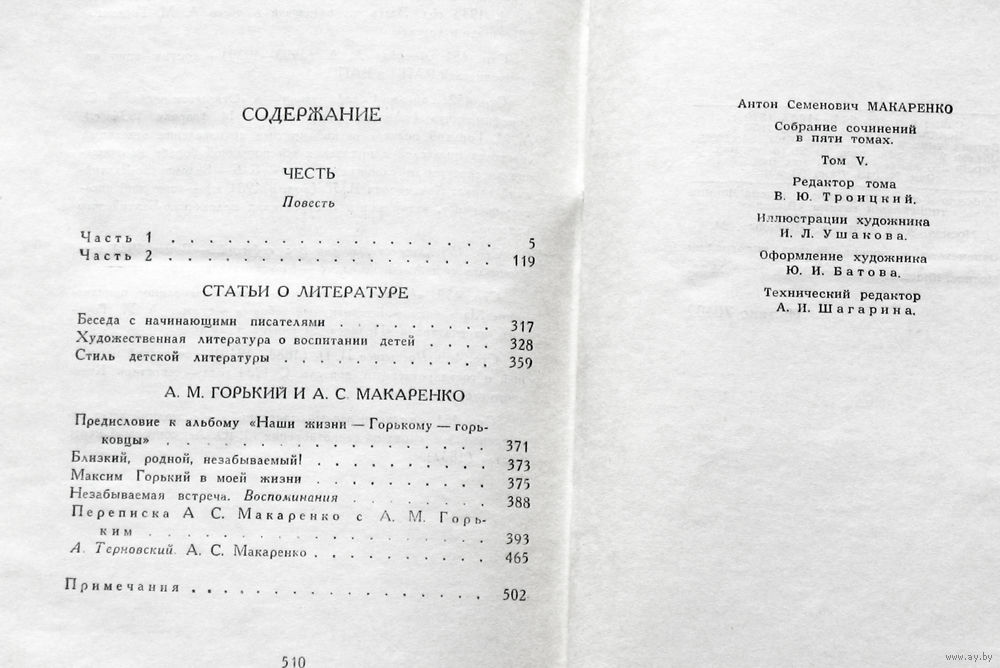 СОДЕРЖАНИЕ
ЧЕСТЬ
Повесть
Часть 1 . . . . . . . . . . . . . . . . . . 5
Часть 2 . . . . . . . . . . . . . . . . . . 119
СТАТЬИ О ЛИТЕРАТУРЕ
Беседа с начинающими писателями . . . . . . . . 317
Художественная литература о воспитании детей . . . . 328
Стиль детской литературы . . . . . . . . . . . 359
А. М. ГОРЬКИЙ И А. С. МАКАРЕНКО
Предисловие к альбому «Наши жизни — Горькому — горь-
ковцы» . . . . . . . . . . . . . . . . . 371
Близкий, родной, незабываемый! . . . . . . . . . 373
Максим Горький в моей жизни . . . . . . . . . . 375
Незабываемая встреча. Воспоминания . . . . . . . 388
Переписка А С. Макаренко с А. М. Горь-
ким . . . . . . . . . . . . . . . . . . 393
А. Терновский. А. С. Макаренко . . . . . . . . . 465
Примечания . . . . . . . . . . . . . . . . 502
510
Антон Семенович МАКАРЕНКО
Собрание сочинений
в пяти томах.
Том V.
Редактор тома
В. Ю. Троицкий.
Иллюстрации художника
И. Л. Ушакова.
Оформление художника
Ю. И. Батова.
Технический редактор
А. И. Шагарина.
www.ay.by